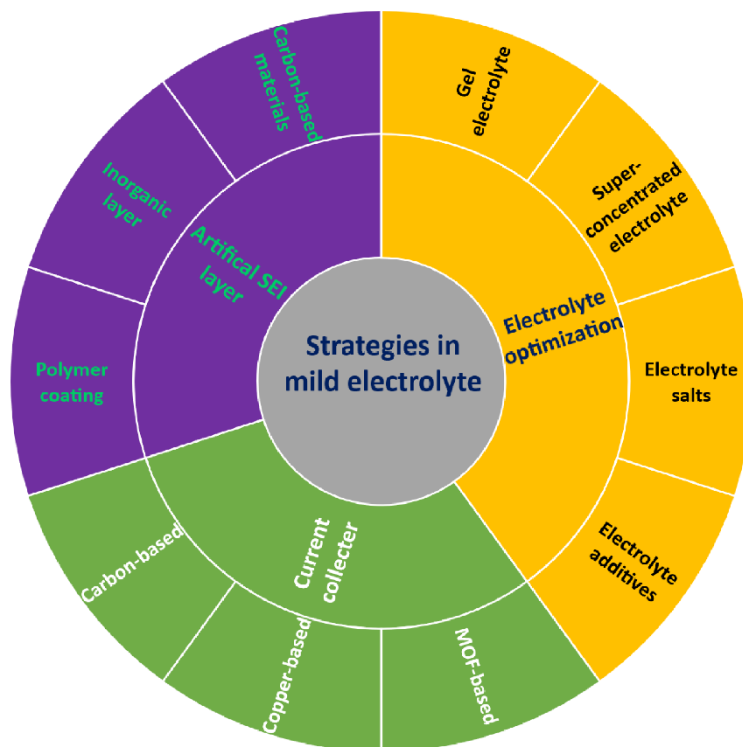 Strategies in
mild electrolyte
Electrolyte
optimization
Gel
electrolyte
Super-
concentrated
electrolyte
Electrolyte
salts
Electrolyte
additives
Current
collecter
MOF-based
Copper-based
Carbon-based
Artifical SEI
layer
Polymer
coating
Inorganic
layer
Carbon-based
materials